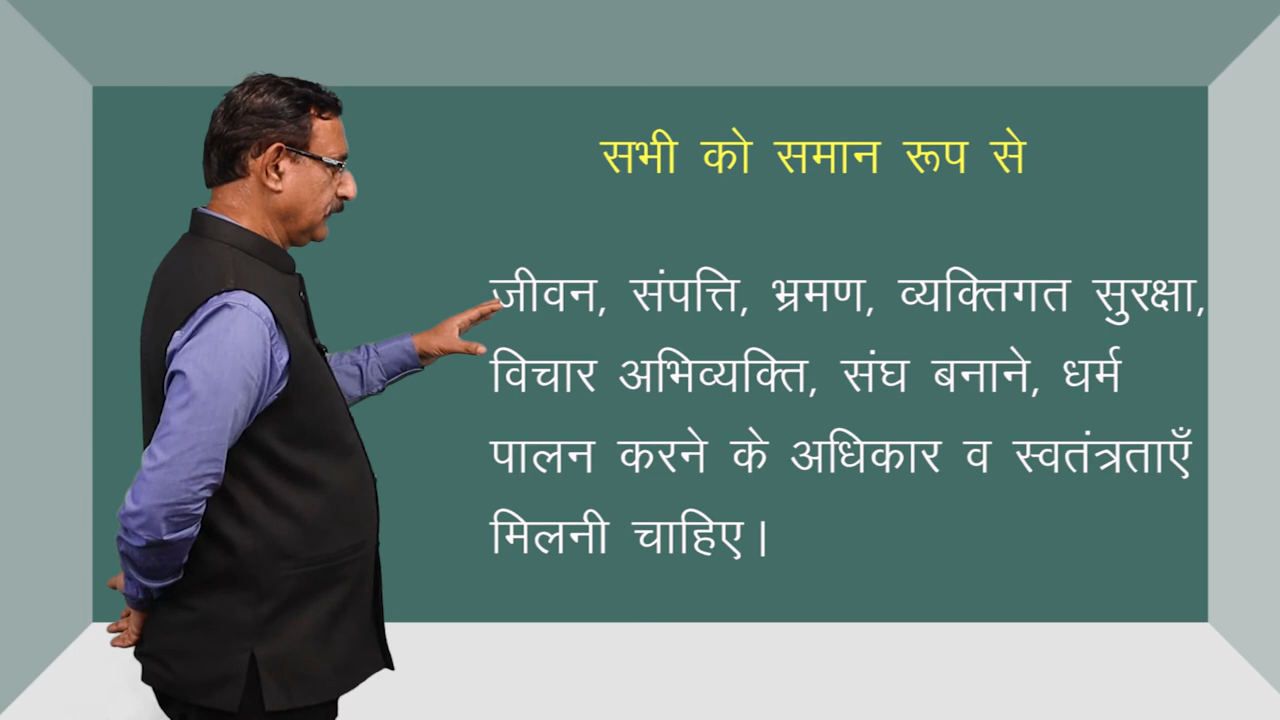 सभी को समान रूप से
जीवन, संपत्ति, भ्रमण, व्यक्तिगत सुरक्षा,
विचार अभिव्यक्ति, संघ बनाने, धर्म
पालन करने के अधिकार व स्वतंत्रताएँ
मिलनी चाहिए।